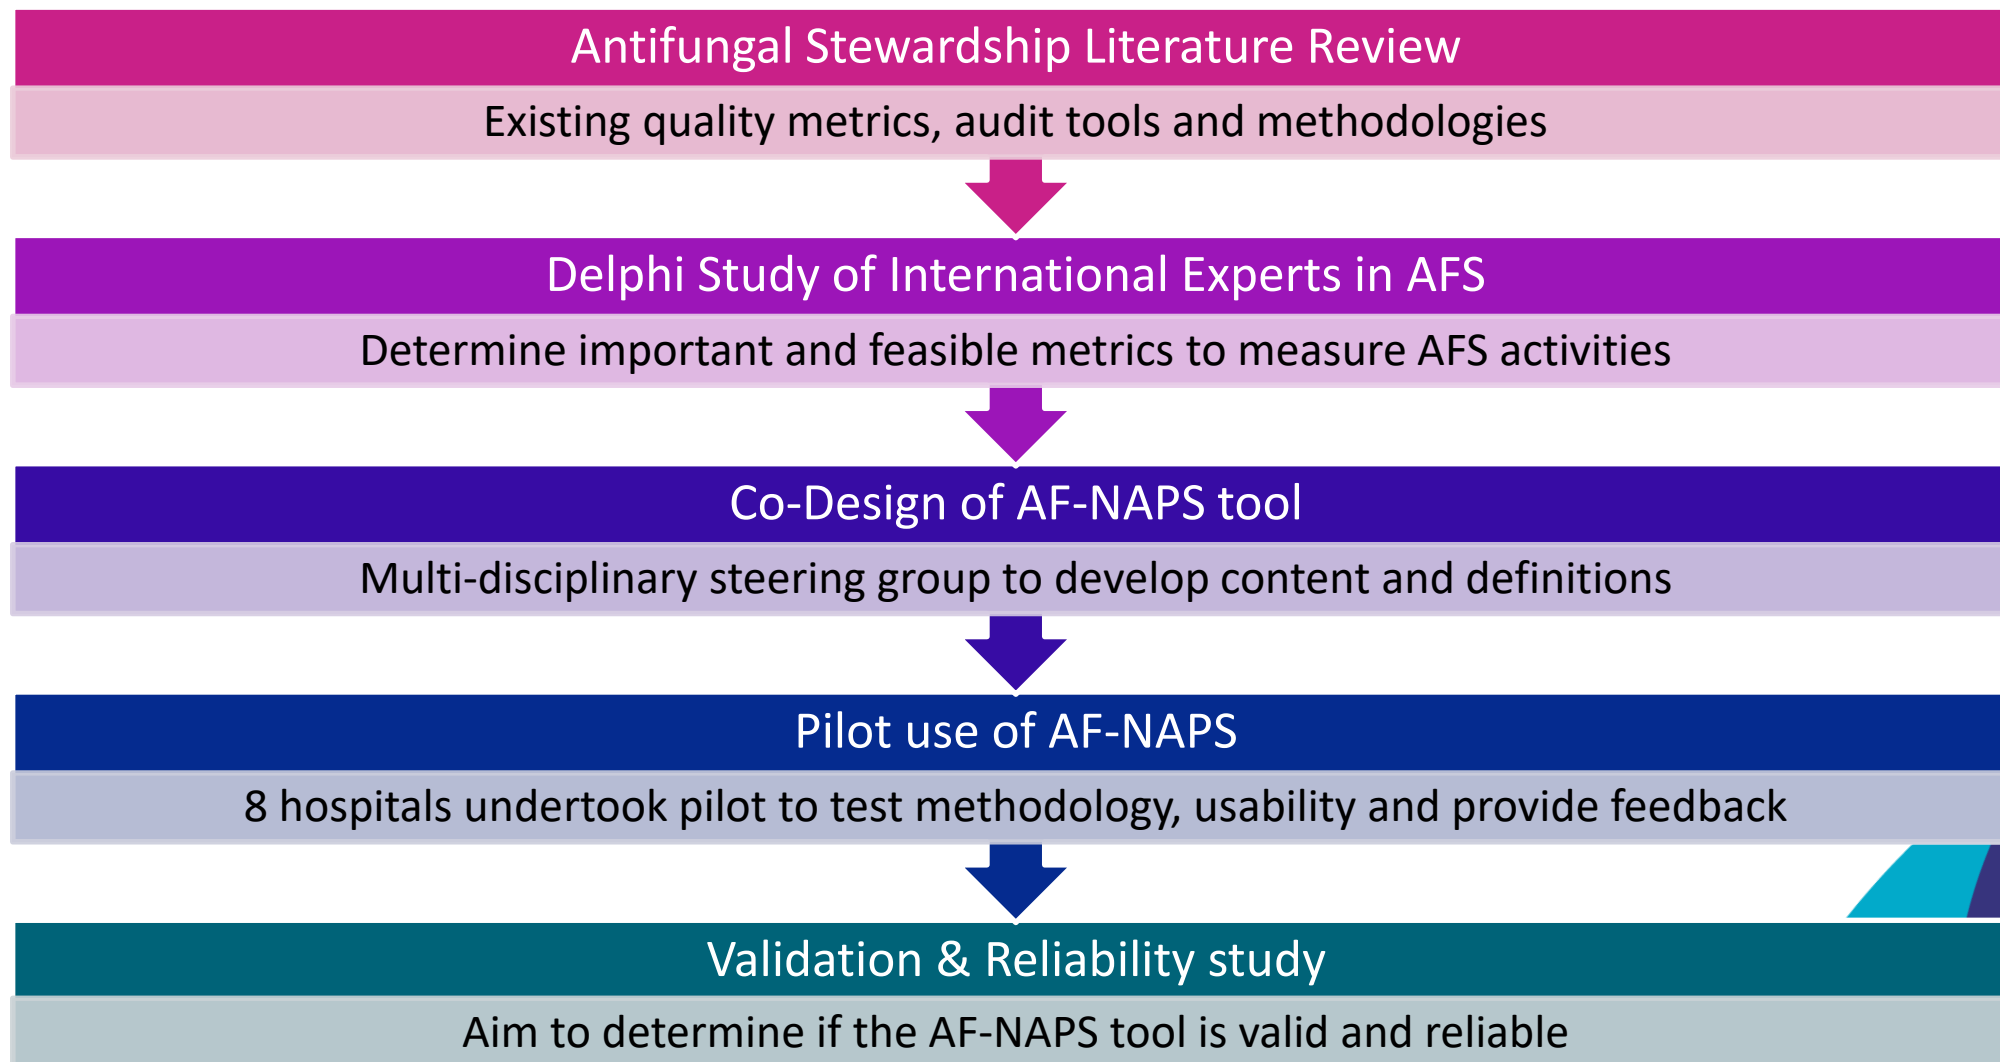 Antifungal Stewardship Literature Review
Existing quality metrics, audit tools and methodologies
Delphi Study of International Experts in AFS
Determine important and feasible metrics to measure AFS activities
Co-Design of AF-NAPS tool
Multi-disciplinary steering group to develop content and definitions
Pilot use of AF-NAPS
8 hospitals undertook pilot to test methodology, usability and provide feedback
Validation & Reliability study
Aim to determine if the AF-NAPS tool is valid and reliable